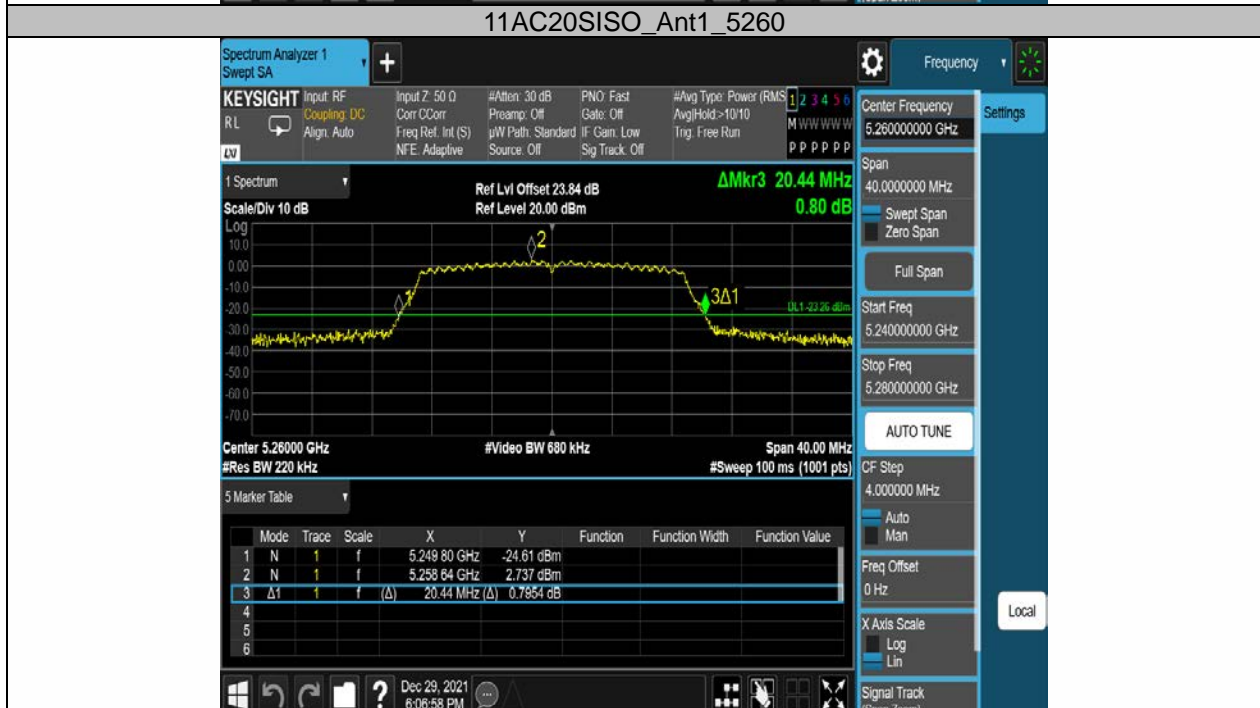 11AC20SISO_Ant1_5260
Spectrum Analyzer 1
Swept SA
Frequency
KEYSIGHT
RL
LXI
Input: RF
Coupling: DC
Align: Auto
Input Z: 50 Ω
Corr CCorr
Freq Ref: Int (S)
NFE: Adaptive
#Atten: 30 dB
Preamp: Off
µW Path: Standard
Source: Off
PNO: Fast
Gate: Off
IF Gain: Low
Sig Track: Off
#Avg Type: Power (RMS
Avg|Hold:>10/10
Trig: Free Run
1 2 3 4 5 6
M W W W W W
P P P P P P
Center Frequency
5.260000000 GHz
Settings
Span
40.0000000 MHz
Swept Span
Zero Span
Full Span
Start Freq
5.240000000 GHz
Stop Freq
5.280000000 GHz
AUTO TUNE
CF Step
4.000000 MHz
Auto
Man
Freq Offset
0 Hz
X Axis Scale
Log
Lin
Local
Signal Track
1 Spectrum
Scale/Div 10 dB
Ref Lvl Offset 23.84 dB
Ref Level 20.00 dBm
ΔMkr3 20.44 MHz
0.80 dB
Log
10.0
0.00
-10.0
-20.0
-30.0
-40.0
-50.0
-60.0
-70.0
1
2
3Δ1
DL1 -23.26 dBm
Center 5.26000 GHz
#Video BW 680 kHz
Span 40.00 MHz
#Res BW 220 kHz
#Sweep 100 ms (1001 pts)
5 Marker Table
Mode Trace Scale X Y Function Function Width Function Value
1 N 1 f 5.249 80 GHz -24.61 dBm
2 N 1 f 5.258 64 GHz 2.737 dBm
3 Δ1 1 f (Δ) 20.44 MHz (Δ) 0.7954 dB
4
5
6
?
Dec 29, 2021
6:06:58 PM